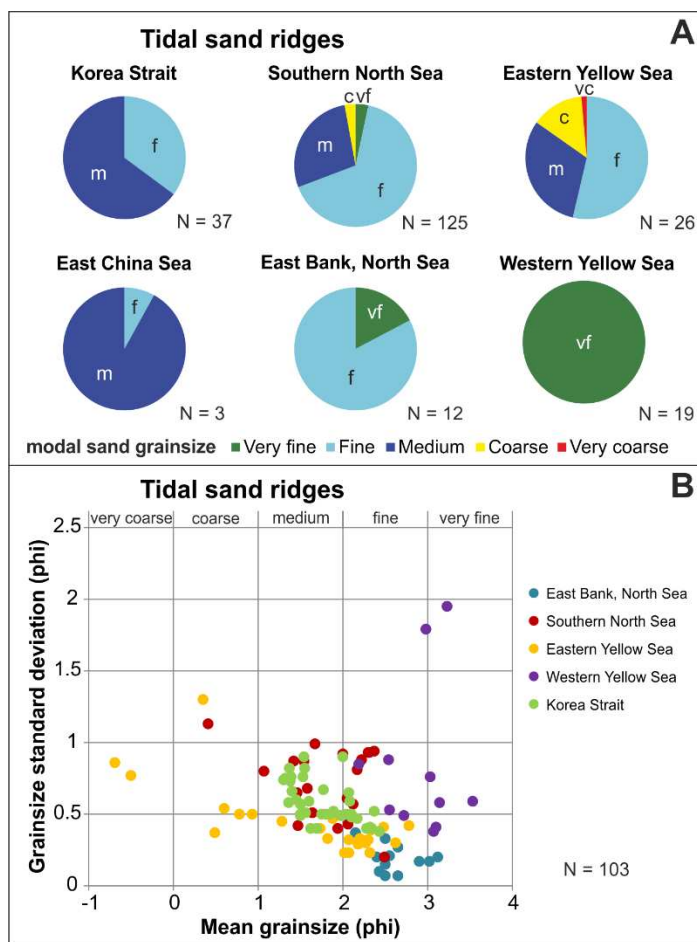 Tidal sand ridges
A
Korea Strait
Southern North Sea
Eastern Yellow Sea
f
m
N = 37
c vf
m
f
N = 125
vc
c
f
m
N = 26
East China Sea
East Bank, North Sea
Western Yellow Sea
f
m
N = 3
vf
f
N = 12
vf
N = 19
modal sand grainsize Very fine Fine Medium Coarse Very coarse
Tidal sand ridges
B
very coarse coarse medium fine very fine
Grainsize standard deviation (phi)
2.5
2
1.5
1
0.5
0
-1 0 1 2 3 4
Mean grainsize (phi)
East Bank, North Sea
Southern North Sea
Eastern Yellow Sea
Western Yellow Sea
Korea Strait
N = 103